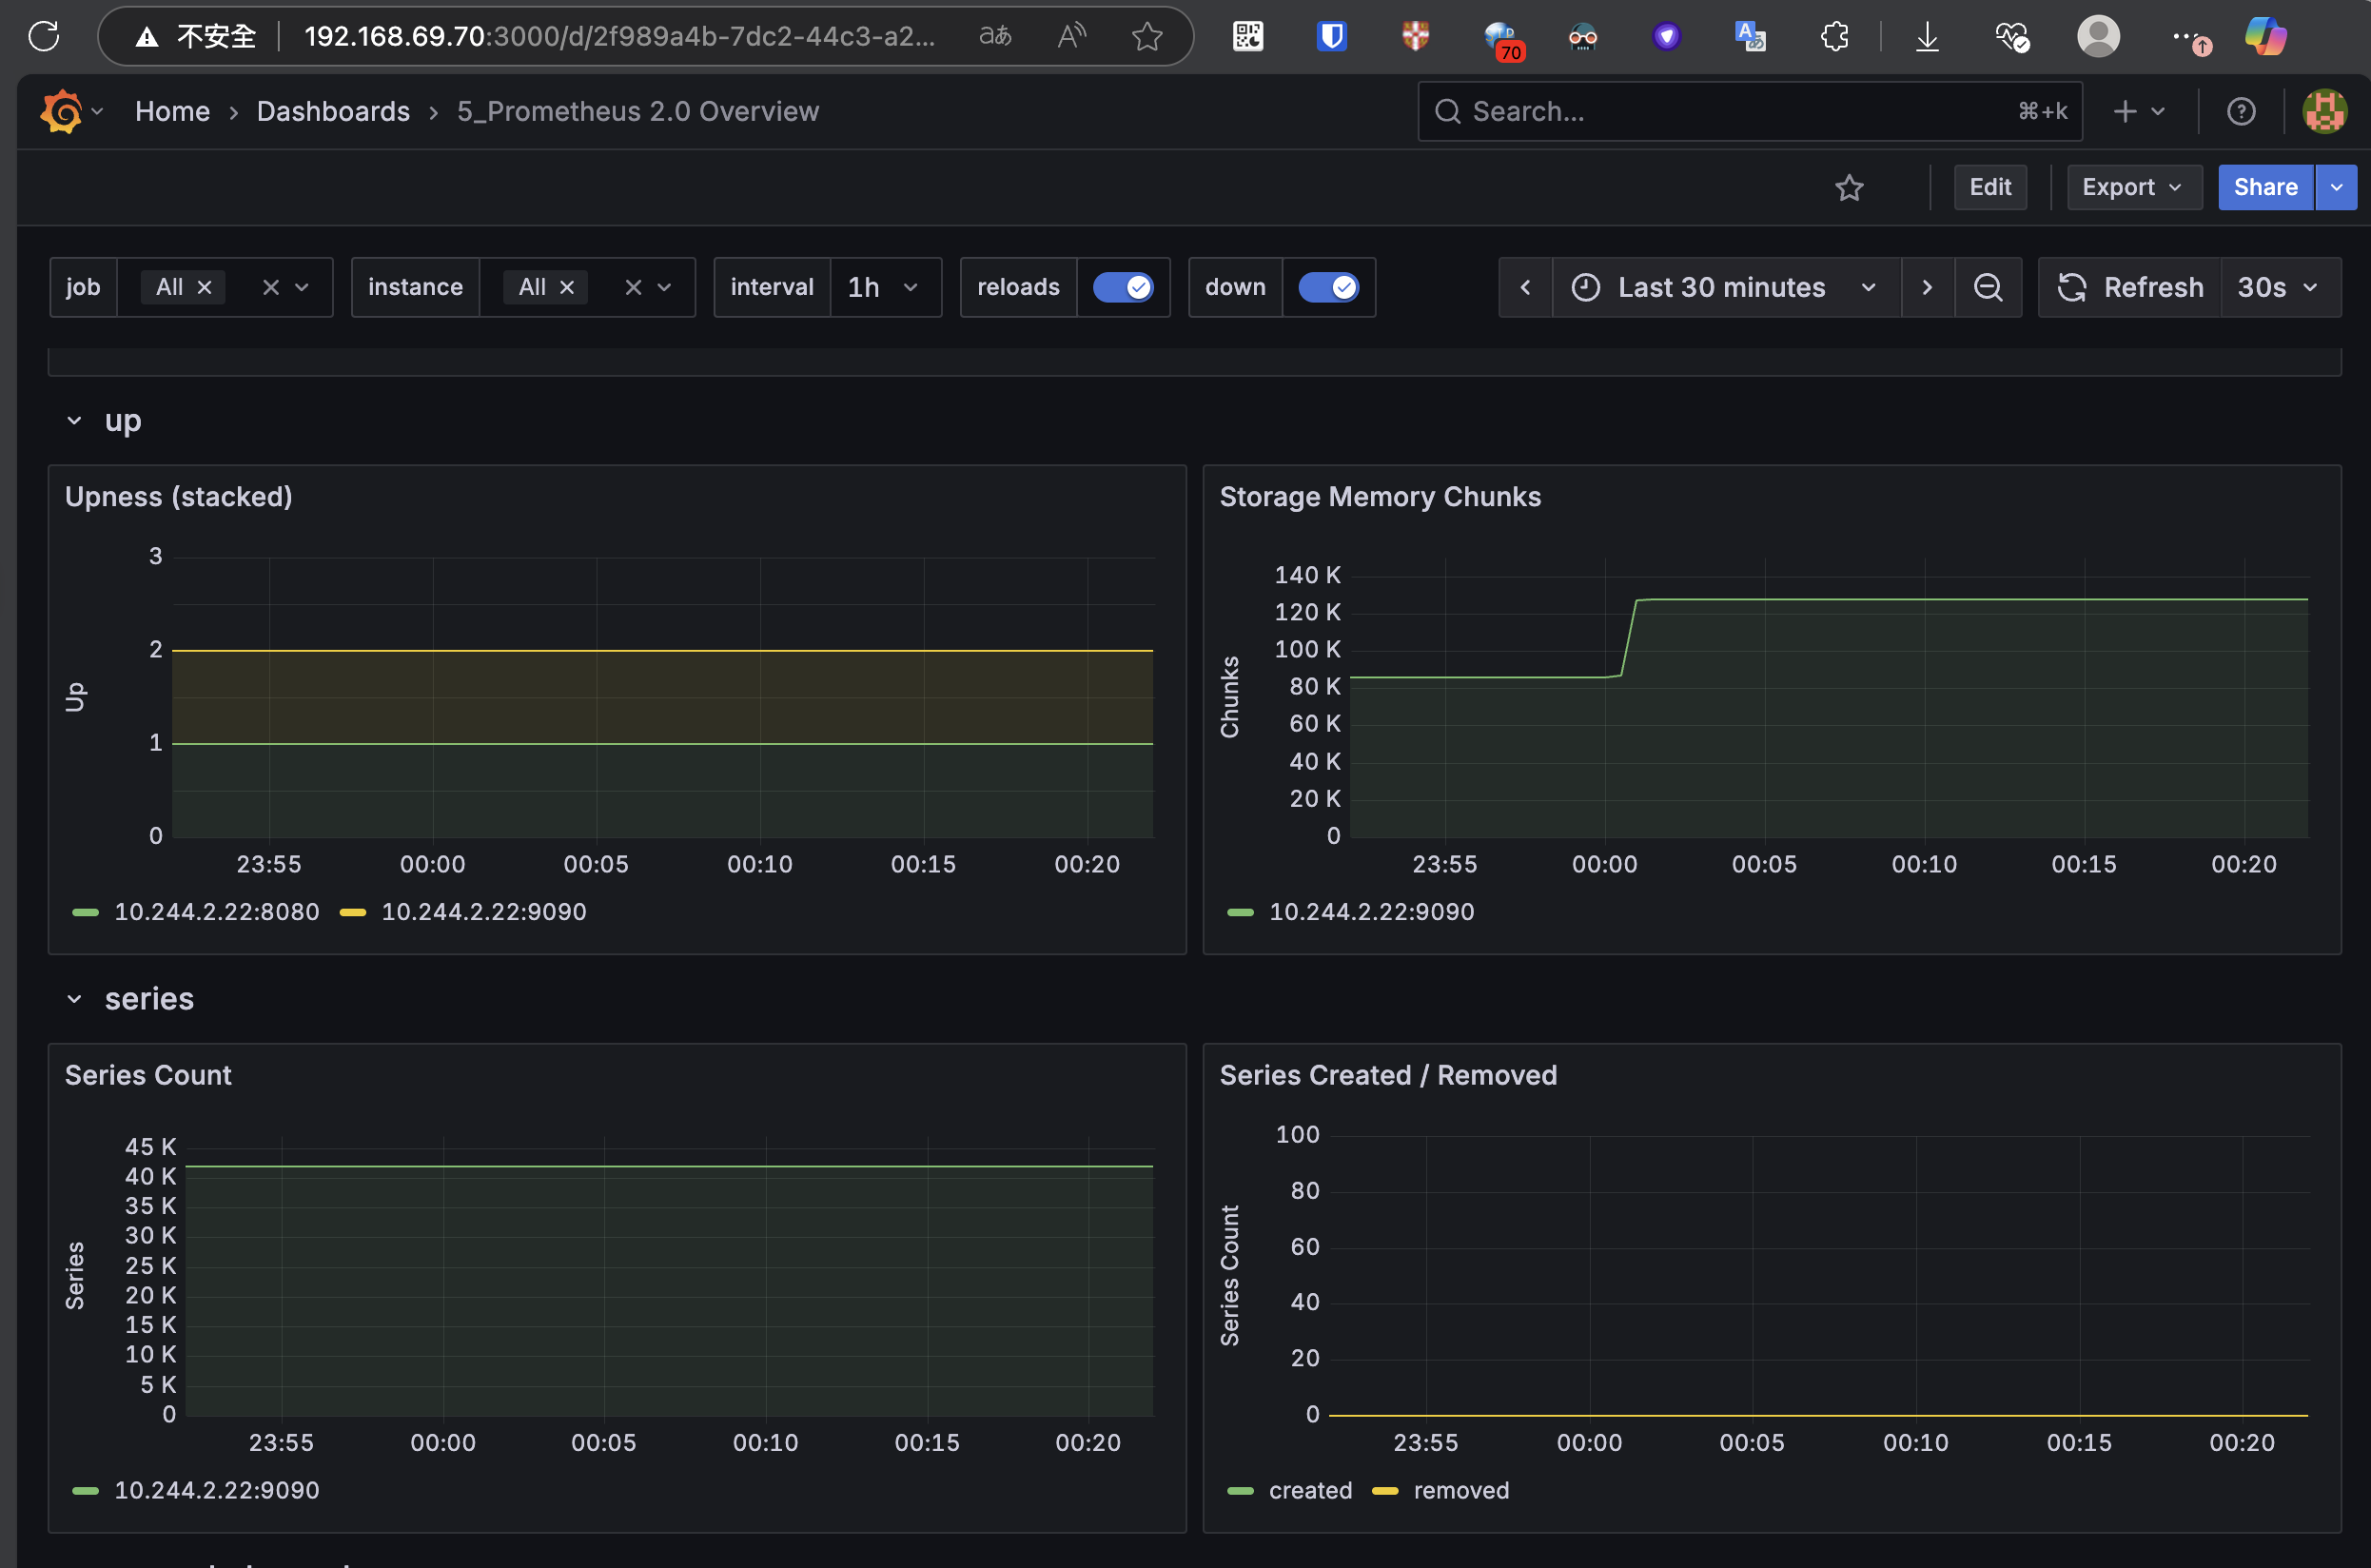 不安全 192.168.69.70:3000/d/2f989a4b-7dc2-44c3-a2... aあ A
70
Home > Dashboards > 5_Prometheus 2.0 Overview
Search... ⌘+k
Edit Export Share
job All instance All interval 1h reloads down Last 30 minutes Refresh 30s
up
Upness (stacked)
3
2
1
0
Up
23:55 00:00 00:05 00:10 00:15 00:20
10.244.2.22:8080 10.244.2.22:9090
Storage Memory Chunks
140 K
120 K
100 K
80 K
60 K
40 K
20 K
0
Chunks
23:55 00:00 00:05 00:10 00:15 00:20
10.244.2.22:9090
series
Series Count
45 K
40 K
35 K
30 K
25 K
20 K
15 K
10 K
5 K
0
Series
23:55 00:00 00:05 00:10 00:15 00:20
10.244.2.22:9090
Series Created / Removed
100
80
60
40
20
0
Series Count
23:55 00:00 00:05 00:10 00:15 00:20
created removed